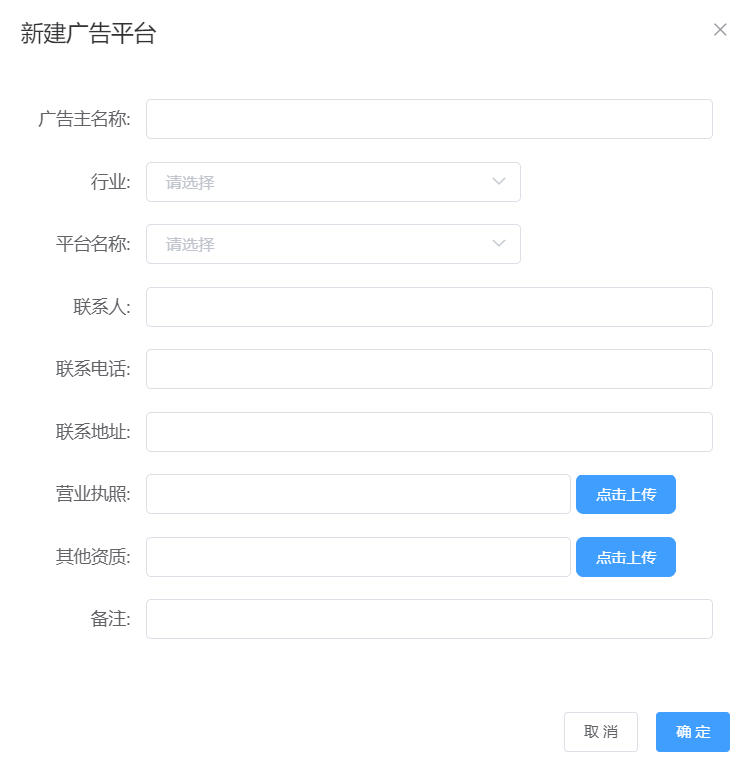 新建广告平台
广告主名称:
行业: 请选择
平台名称: 请选择
联系人:
联系电话:
联系地址:
营业执照: 点击上传
其他资质: 点击上传
备注:
取 消 确 定